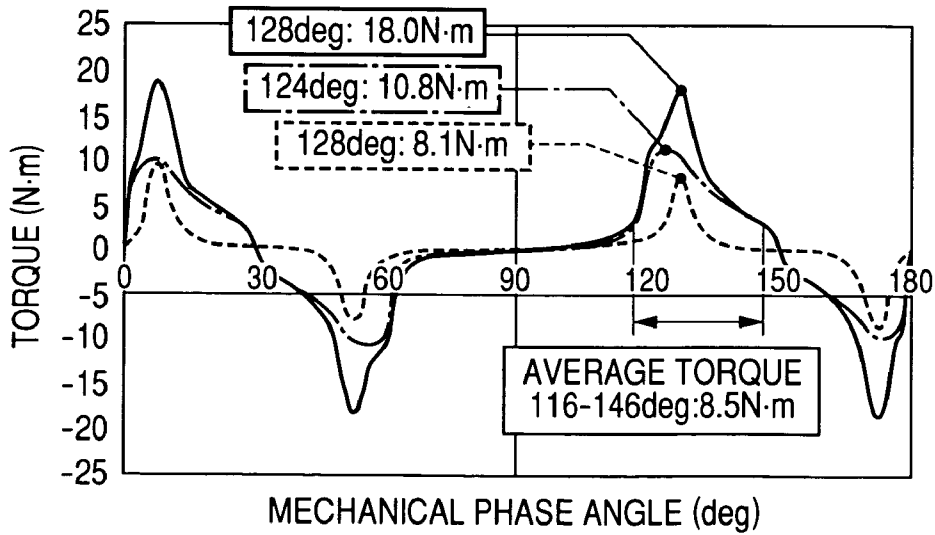 25
20
15
10
5
0
-5
-10
-15
-20
-25
TORQUE (N·m)
128deg: 18.0N·m
124deg: 10.8N·m
128deg: 8.1N·m
0 30 60 90 120 150 180
AVERAGE TORQUE
116-146deg:8.5N·m
MECHANICAL PHASE ANGLE (deg)